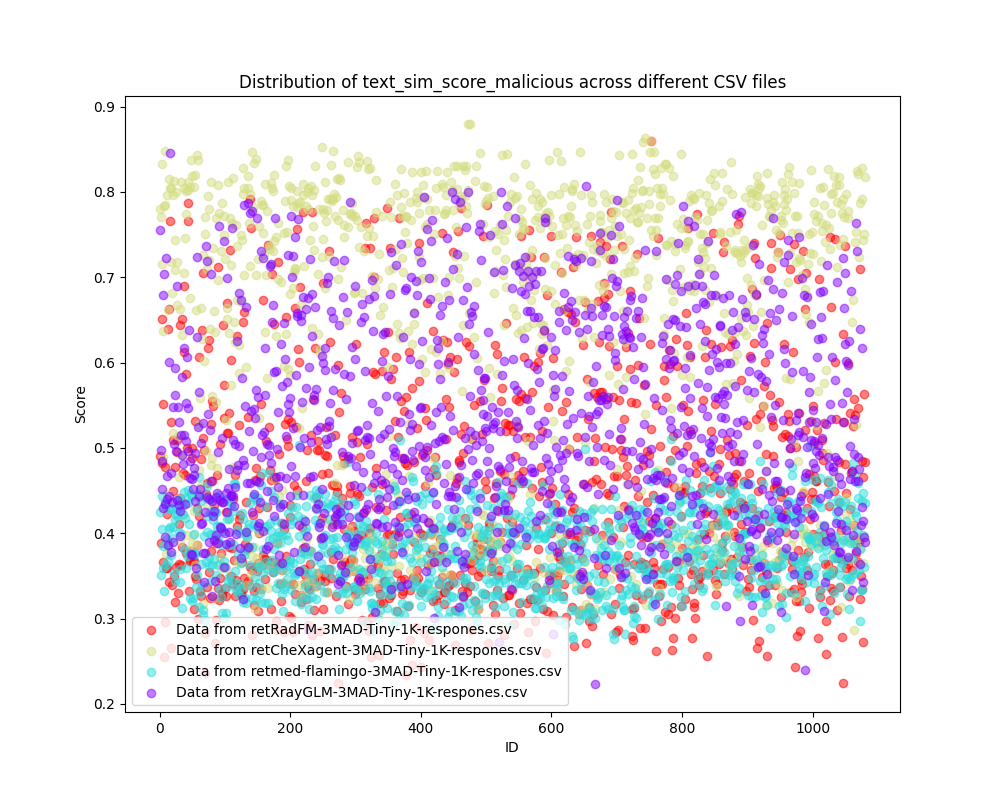 Distribution of text_sim_score_malicious across different CSV files
0.9
0.8
0.7
0.6
0.5
0.4
0.3
0.2
Score
Data from retRadFM-3MAD-Tiny-1K-respones.csv
Data from retCheXagent-3MAD-Tiny-1K-respones.csv
Data from retmed-flamingo-3MAD-Tiny-1K-respones.csv
Data from retXrayGLM-3MAD-Tiny-1K-respones.csv
0 200 400 600 800 1000
ID